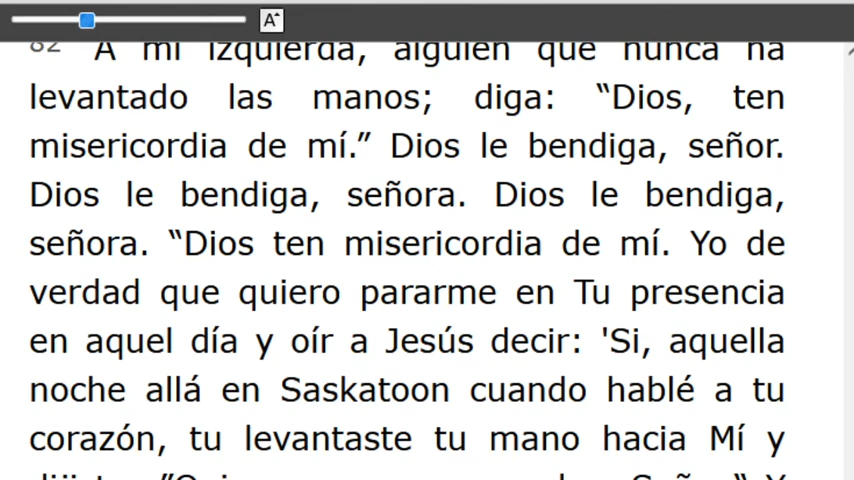 A
82 A mi izquierda, alguien que nunca ha
levantado las manos; diga: “Dios, ten
misericordia de mí.” Dios le bendiga, señor.
Dios le bendiga, señora. Dios le bendiga,
señora. “Dios ten misericordia de mí. Yo de
verdad que quiero pararme en Tu presencia
en aquel día y oír a Jesús decir: 'Si, aquella
noche allá en Saskatoon cuando hablé a tu
corazón, tu levantaste tu mano hacia Mí y